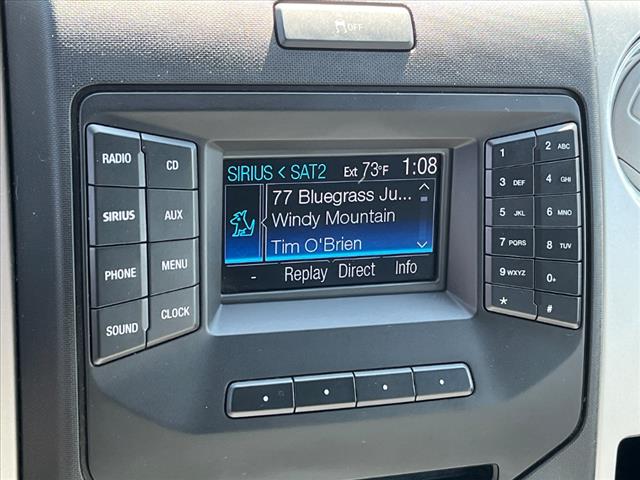 OFF
RADIO
CD
SIRIUS
AUX
PHONE
MENU
SOUND
CLOCK
SIRIUS < SAT2 Ext 73°F 1:08
77 Bluegrass Ju...
Windy Mountain
Tim O'Brien
- Replay Direct Info
1
2 ABC
3 DEF
4 GHI
5 JKL
6 MNO
7 PQRS
8 TUV
9 WXYZ
0+
*
#